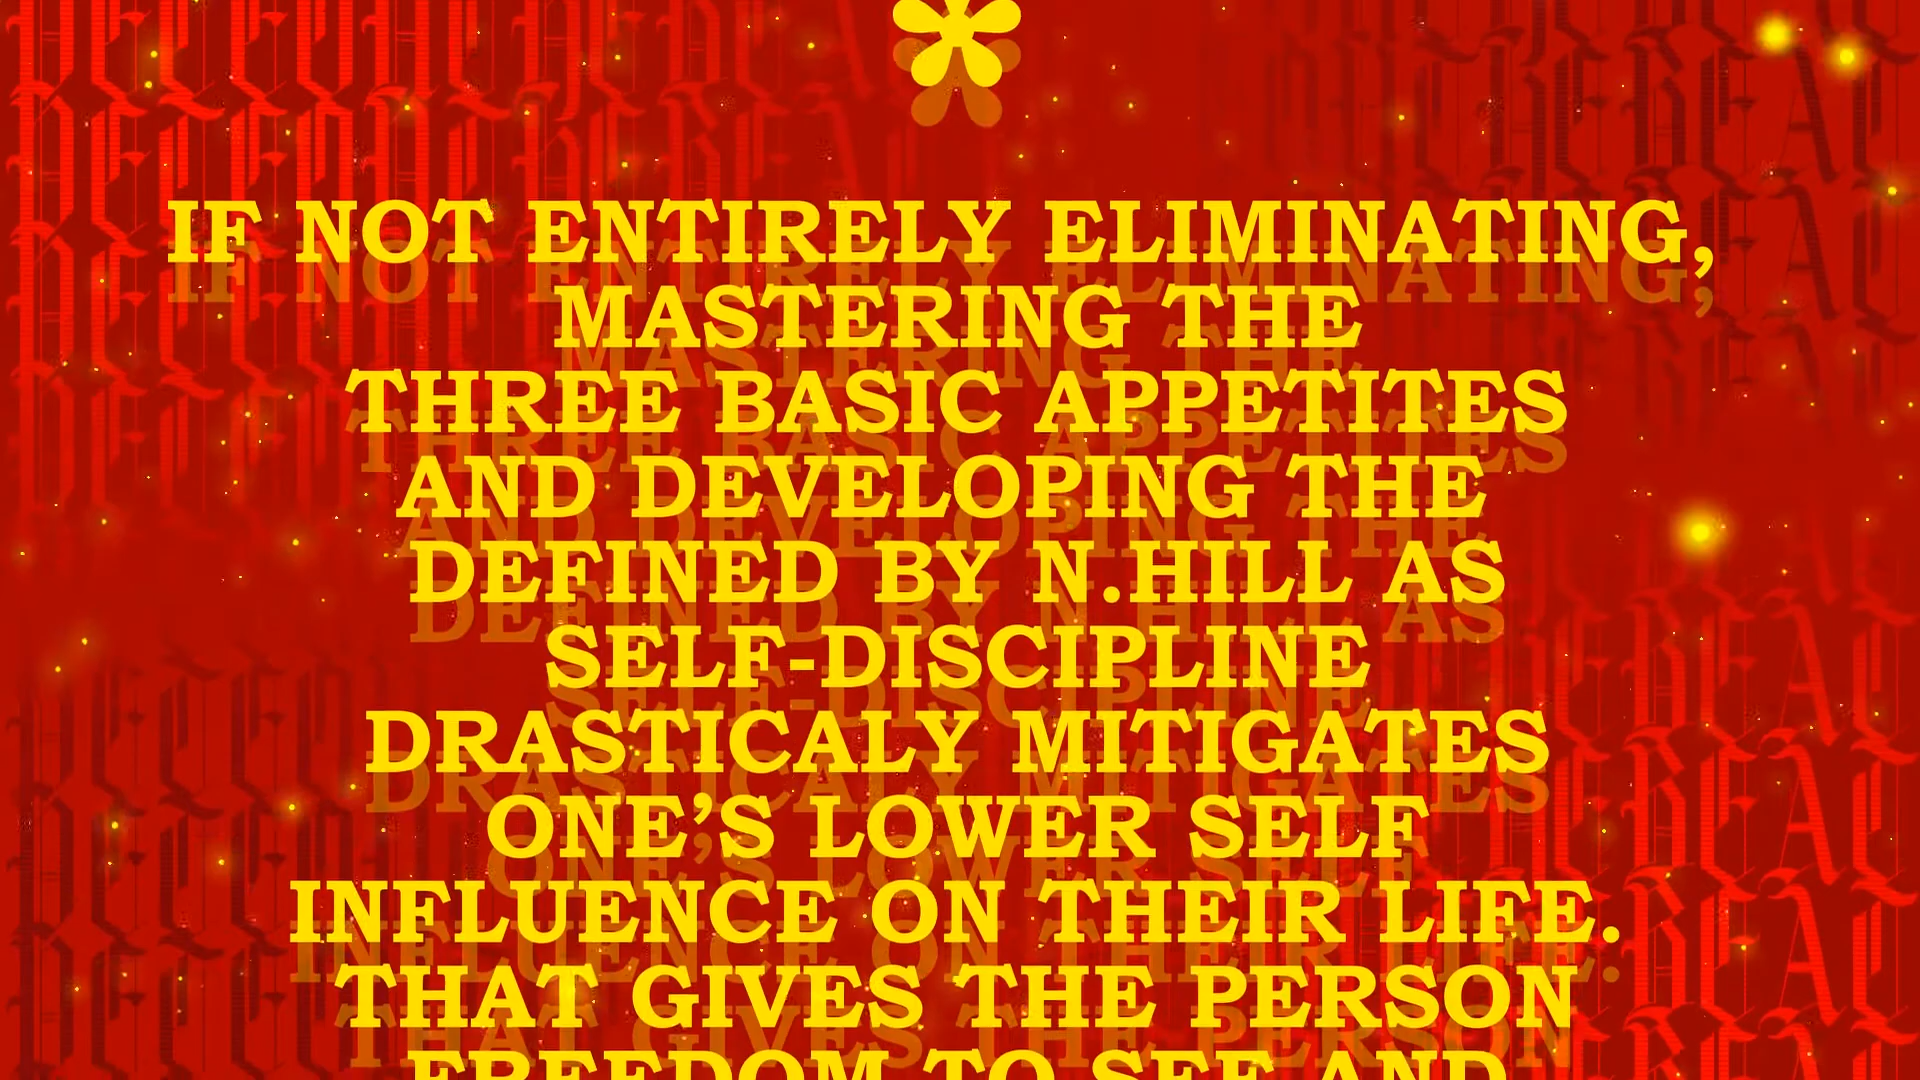 *
IF NOT ENTIRELY ELIMINATING,
MASTERING THE
THREE BASIC APPETITES
AND DEVELOPING THE
DEFINED BY N.HILL AS
SELF-DISCIPLINE
DRASTICALY MITIGATES
ONE’S LOWER SELF
INFLUENCE ON THEIR LIFE.
THAT GIVES THE PERSON
FREEDOM TO SEE AND